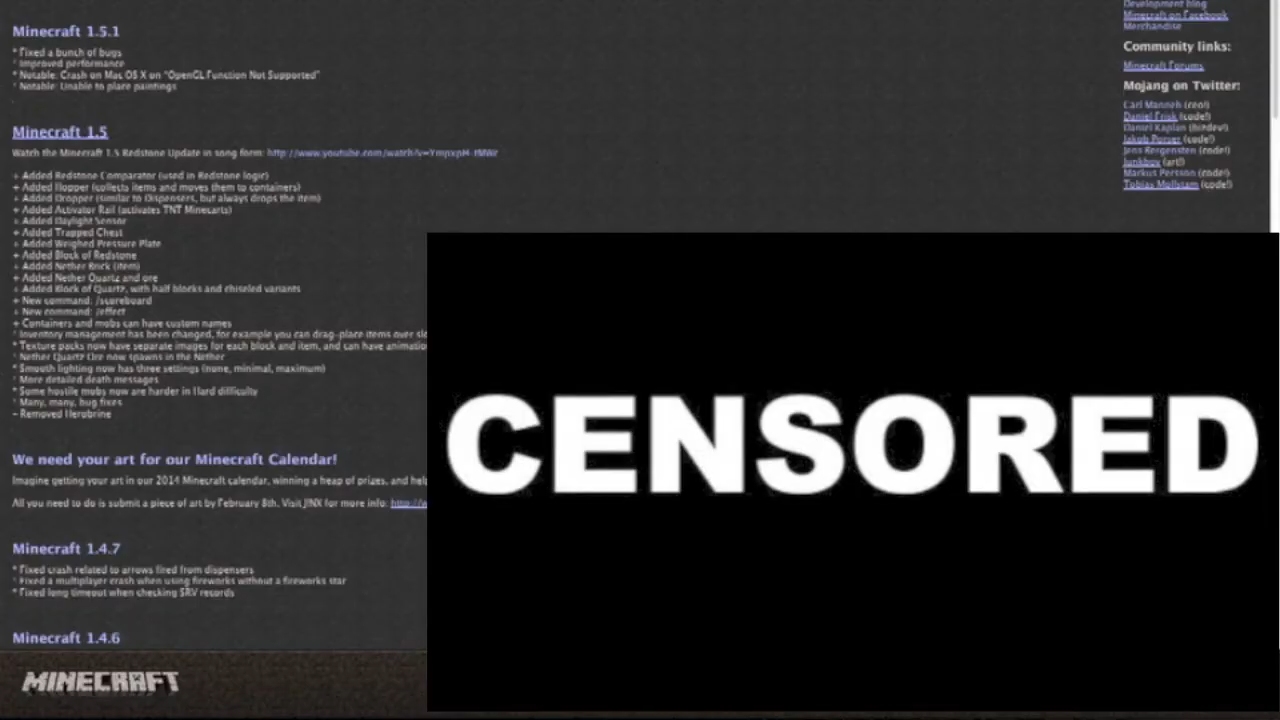 Minecraft 1.5.1
* Fixed a bunch of bugs
* Improved performance
* Notable: Crash on Mac OS X on "OpenGL Function Not Supported"
* Notable: Unable to place paintings
Minecraft 1.5
Watch the Minecraft 1.5 Redstone Update in song form: http://www.youtube.com/watch?v=
+ Added Redstone Comparator (used in Redstone logic)
+ Added Hopper (collects items and moves them to containers)
+ Added Dropper (similar to Dispensers, but always drops the item)
+ Added Activator Rail (activates TNT Minecarts)
+ Added Daylight Sensor
+ Added Trapped Chest
+ Added Weighed Pressure Plate
+ Added Block of Redstone
+ Added Nether Brick (item)
+ Added Nether Quartz and ore
+ Added Block of Quartz, with half blocks and chiseled variants
+ New command: /scoreboard
+ New command: /effect
+ Containers and mobs can have custom names
* Inventory management has been changed, for example you can drag-place items over
* Texture packs now have separate images for each block and item, and can have
* Nether Quartz Ore now spawns in the Nether
* Smooth lighting now has three settings (none, minimal, maximum)
* More detailed death messages
* Some hostile mobs now are harder in Hard difficulty
* Many, many, bug fixes
- Removed Herobrine
We need your art for our Minecraft Calendar!
Imagine getting your art in our 2014 Minecraft calendar, winning a heap of prizes, and
All you need to do is submit a piece of art by February 8th. Visit JINX for more info:
Minecraft 1.4.7
* Fixed crash related to arrows fired from dispensers
* Fixed a multiplayer crash when using fireworks without a fireworks star
* Fixed long timeout when checking SRV records
Minecraft 1.4.6
MINECRAFT
Development blog
Minecraft on Facebook
Merchandise
Community links:
Minecraft Forums
Mojang on Twitter:
Carl Manneh (ceo!)
Daniel Frisk (code!)
Daniel Kaplan (bizdev!)
Jakob Porser (code!)
Jens Bergensten (code!)
Junkboy (art!)
Markus Persson (code!)
Tobias Mollstam (code!)
CENSORED